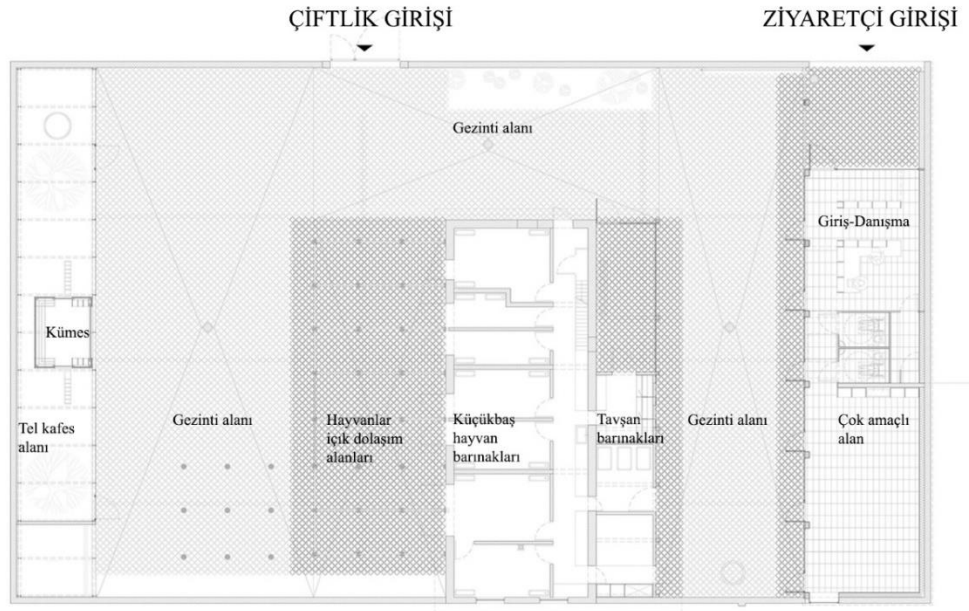 ÇİFTLİK GİRİŞİ
ZİYARETÇİ GİRİŞİ
Gezinti alanı
Giriş-Danışma
Kümes
Tel kafes
alanı
Gezinti alanı
Hayvanlar
içik dolaşım
alanları
Küçükbaş
hayvan
barınakları
Tavşan
barınakları
Gezinti alanı
Çok amaçlı
alan